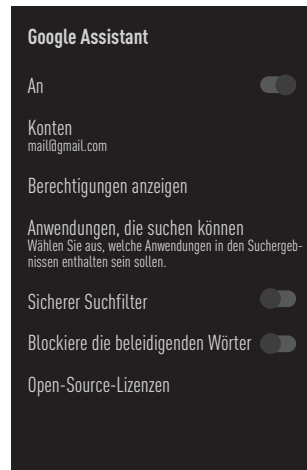 Google Assistant
An
Konten
mail@gmail.com
Berechtigungen anzeigen
Anwendungen, die suchen können
Wählen Sie aus, welche Anwendungen in den Suchergeb-
nissen enthalten sein sollen.
Sicherer Suchfilter
Blockiere die beleidigenden Wörter
Open-Source-Lizenzen